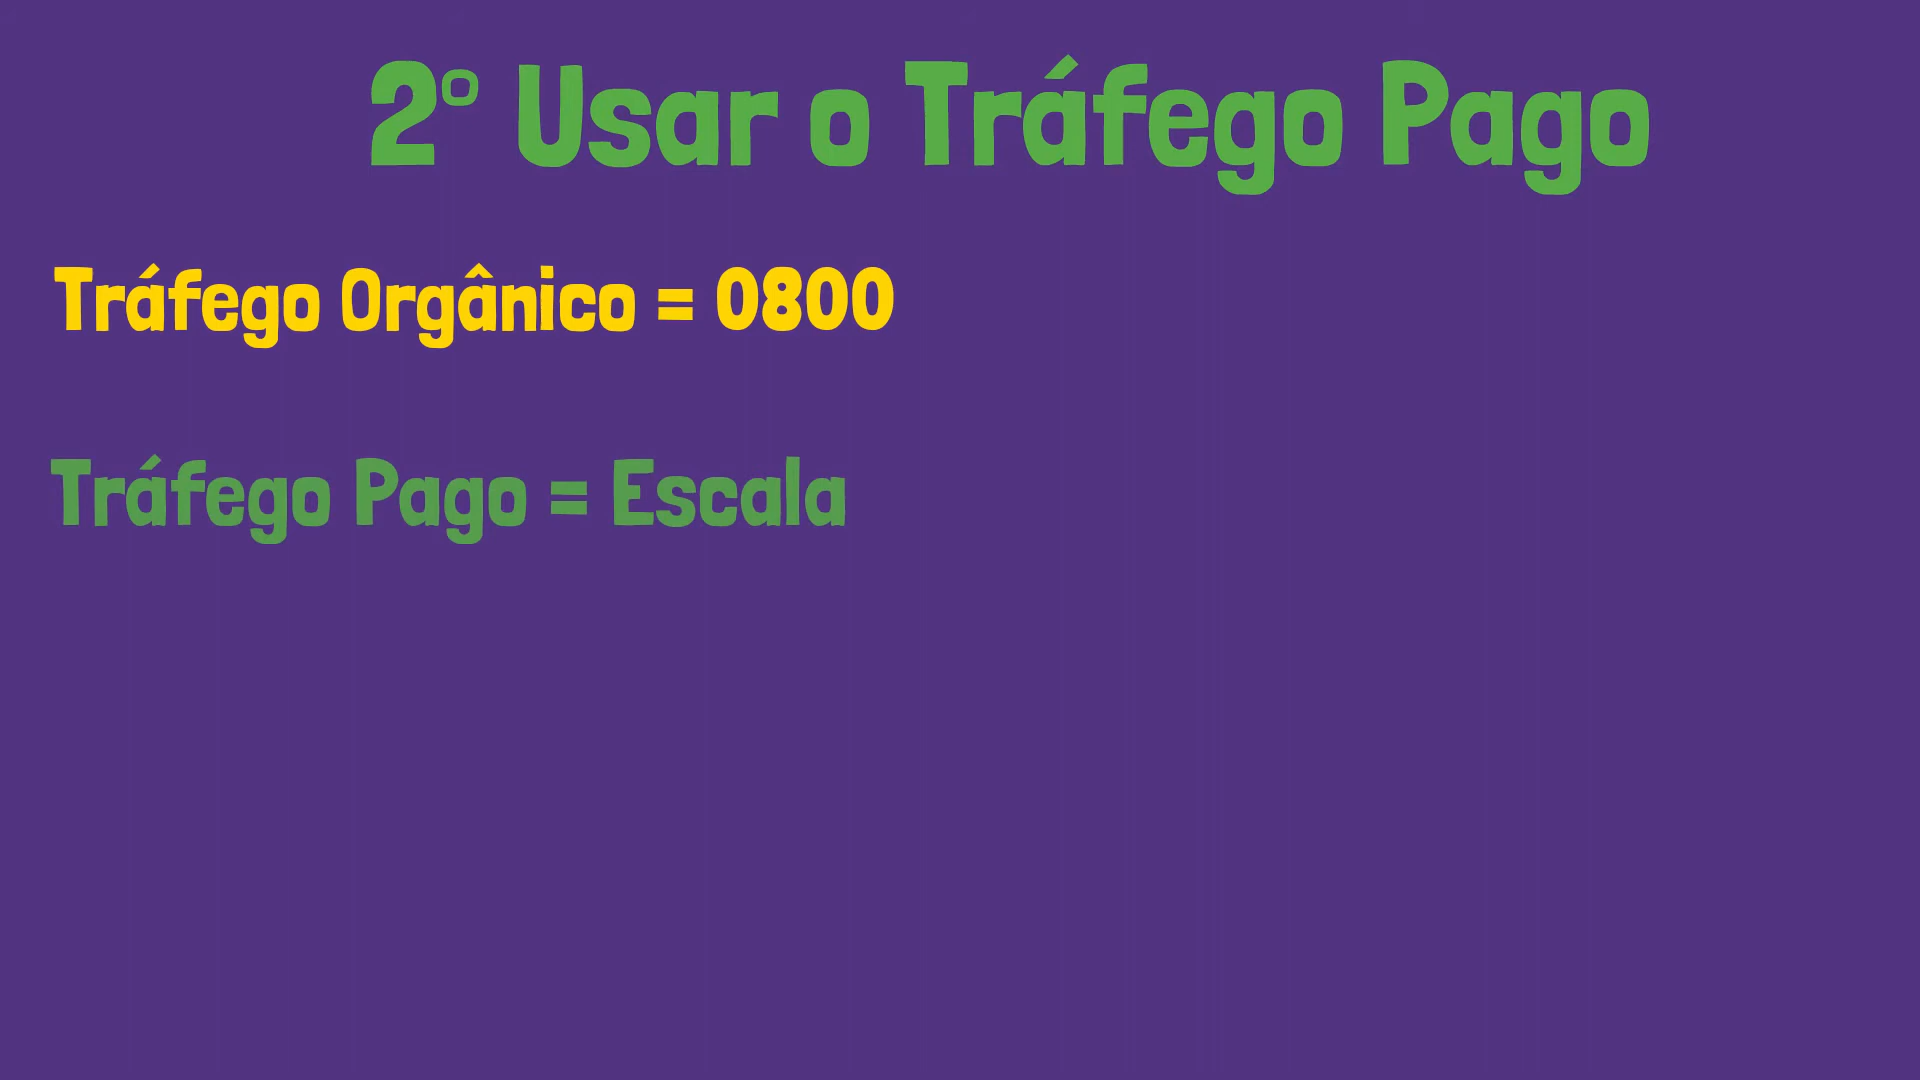 2º Usar o Tráfego Pago
Tráfego Orgânico = 0800
Tráfego Pago = Escala